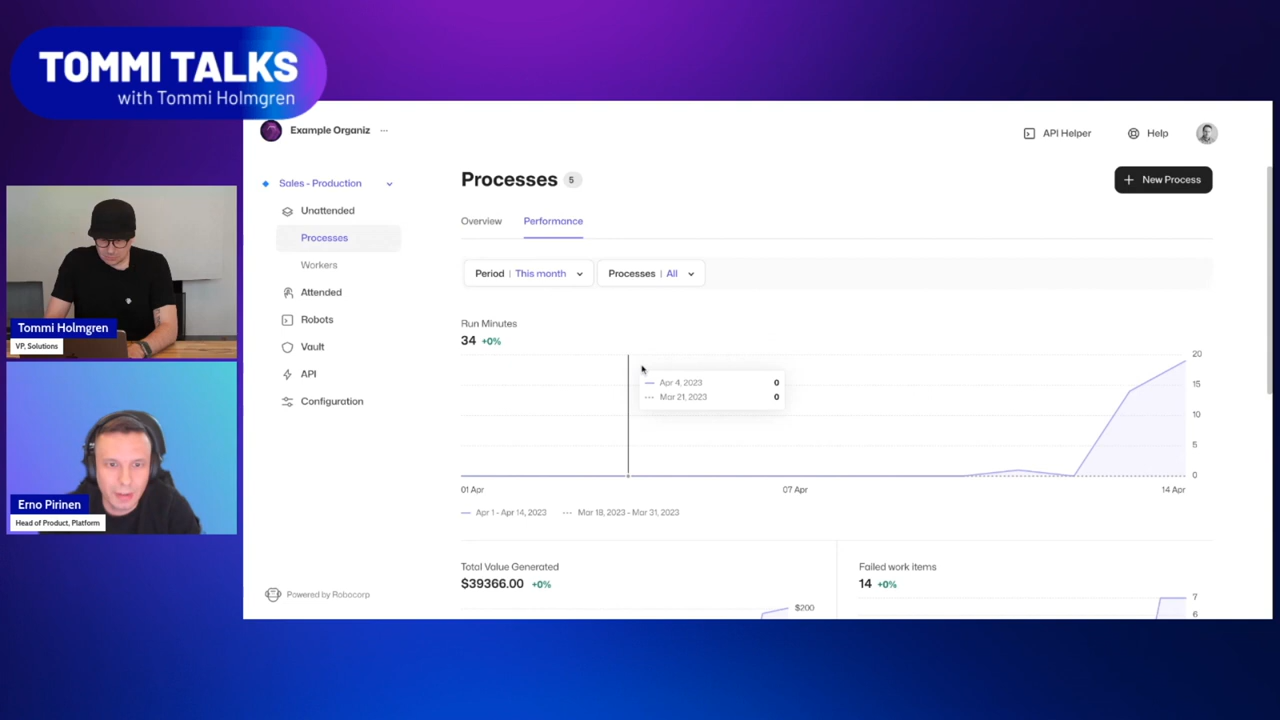 TOMMI TALKS
with Tommi Holmgren
Example Organiz ...
API Helper
Help
Sales - Production
Unattended
Processes
Workers
Attended
Robots
Vault
API
Configuration
Powered by Robocorp
Processes 5
+ New Process
Overview Performance
Period | This month
Processes | All
Run Minutes
34 +0%
Apr 4, 2023 0
Mar 21, 2023 0
20
15
10
5
0
01 Apr 07 Apr 14 Apr
Apr 1 - Apr 14, 2023 Mar 18, 2023 - Mar 31, 2023
Total Value Generated
$39366.00 +0%
$200
Failed work items
14 +0%
7
6
Tommi Holmgren
VP, Solutions
Erno Pirinen
Head of Product, Platform